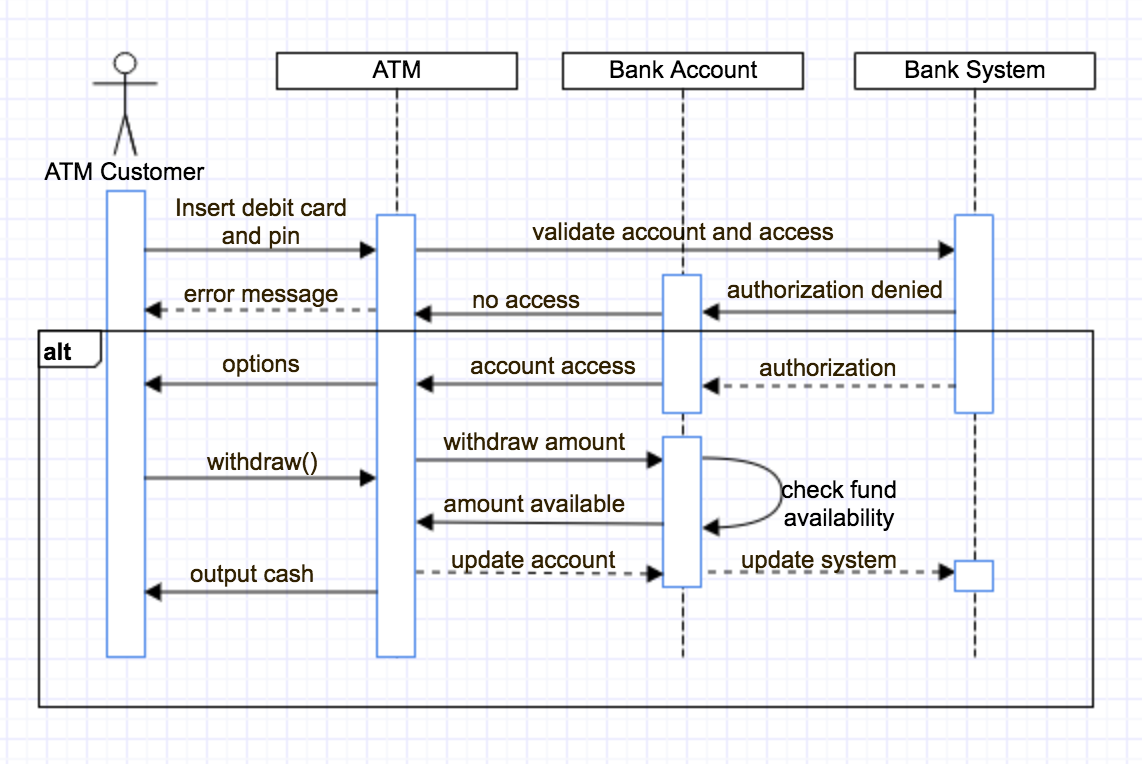 ATM
Bank Account
Bank System
ATM Customer
Insert debit card
and pin
validate account and access
error message
no access
authorization denied
alt
options
account access
authorization
withdraw()
withdraw amount
check fund
availability
amount available
output cash
update account
update system